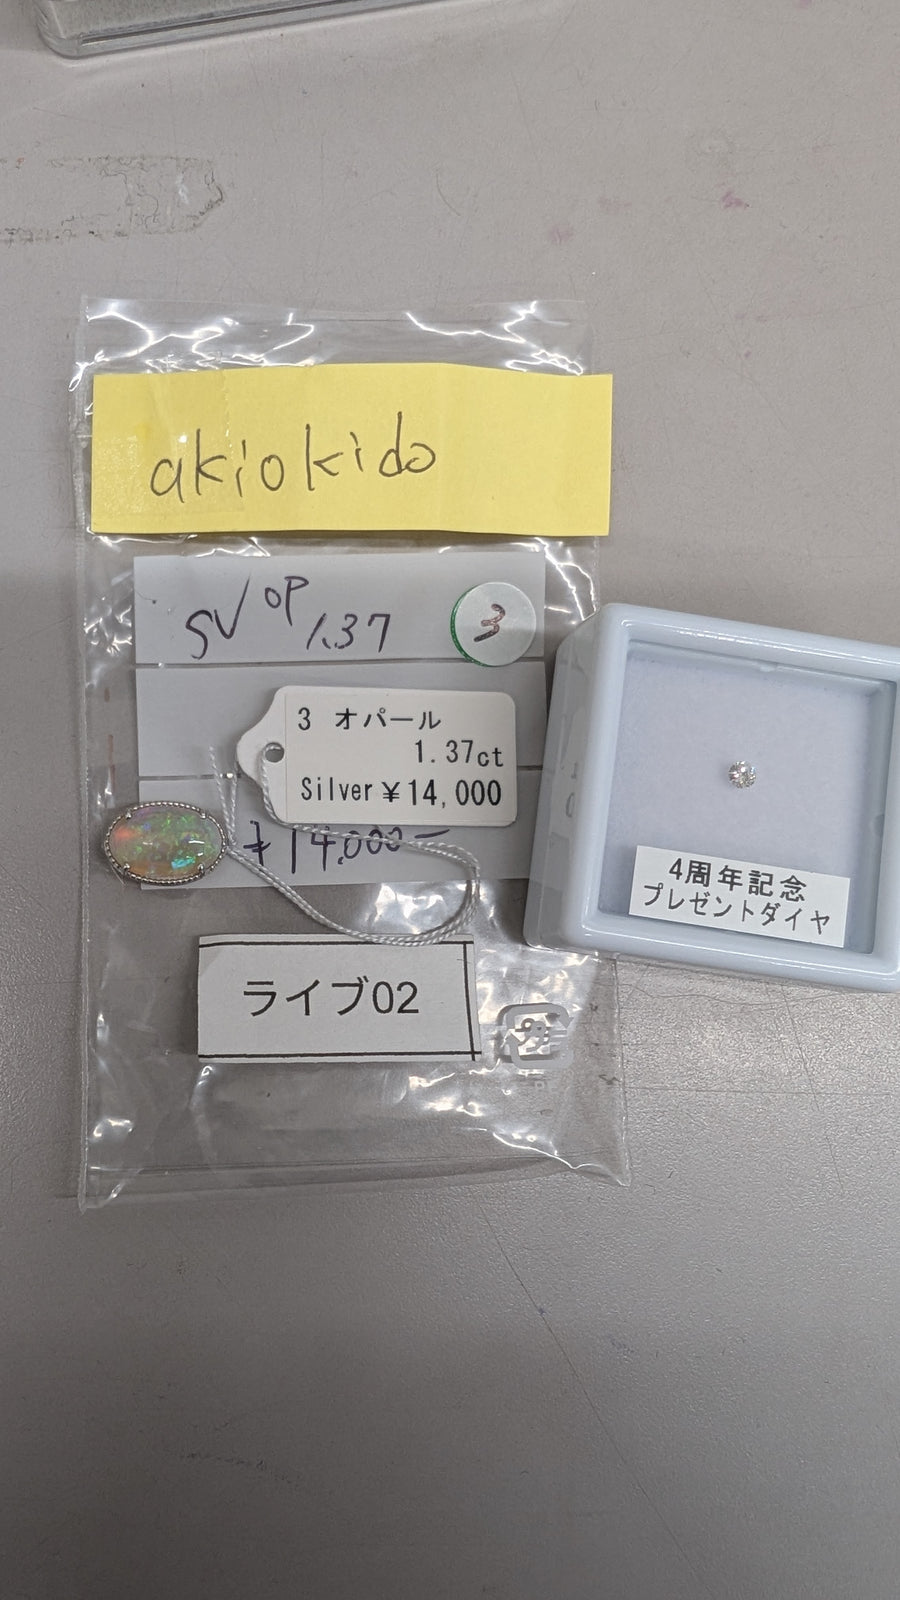 akiokido
SV OP 1.37
3
3 オパール
1.37ct
Silver ¥14,000
¥14,000-
ライブ02
4周年記念
プレゼントダイヤ